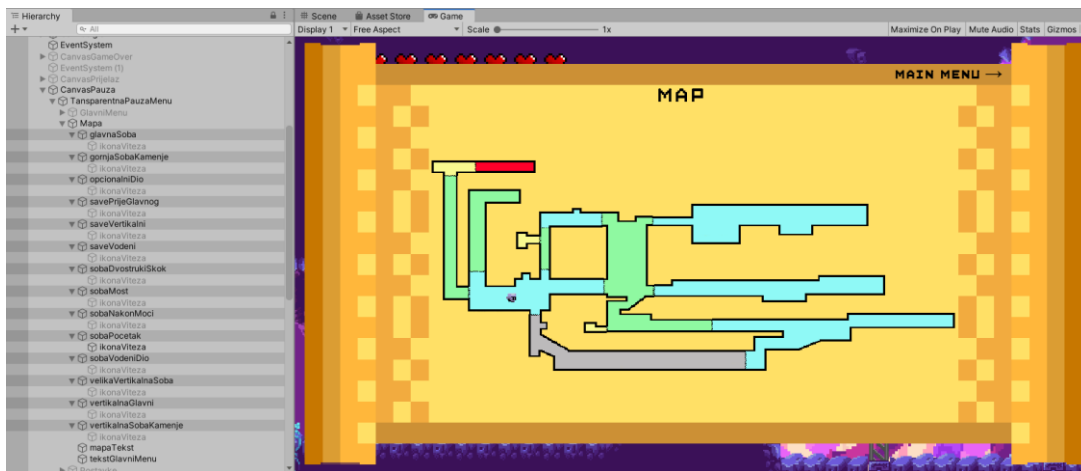 Hierarchy
All
EventSystem
CanvasGameOver
EventSystem (1)
CanvasPrijelaz
CanvasPauza
TansparentnaPauzaMenu
GlavniMenu
Mapa
glavnaSoba
ikonaViteza
gornjaSobaKamenje
ikonaViteza
opcionalniDio
ikonaViteza
savePrijeGlavnog
ikonaViteza
saveVertikalni
ikonaViteza
saveVodeni
ikonaViteza
sobaDvostrukiSkok
ikonaViteza
sobaMost
ikonaViteza
sobaNakonMoci
ikonaViteza
sobaPocetak
ikonaViteza
sobaVodeniDio
ikonaViteza
velikaVertikalnaSoba
ikonaViteza
vertikalnaGlavni
ikonaViteza
vertikalnaSobaKamenje
ikonaViteza
mapaTekst
tekstGlavniMenu
Scene Asset Store Game
Display 1 Free Aspect Scale 1x Maximize On Play Mute Audio Stats Gizmos
MAIN MENU →
MAP